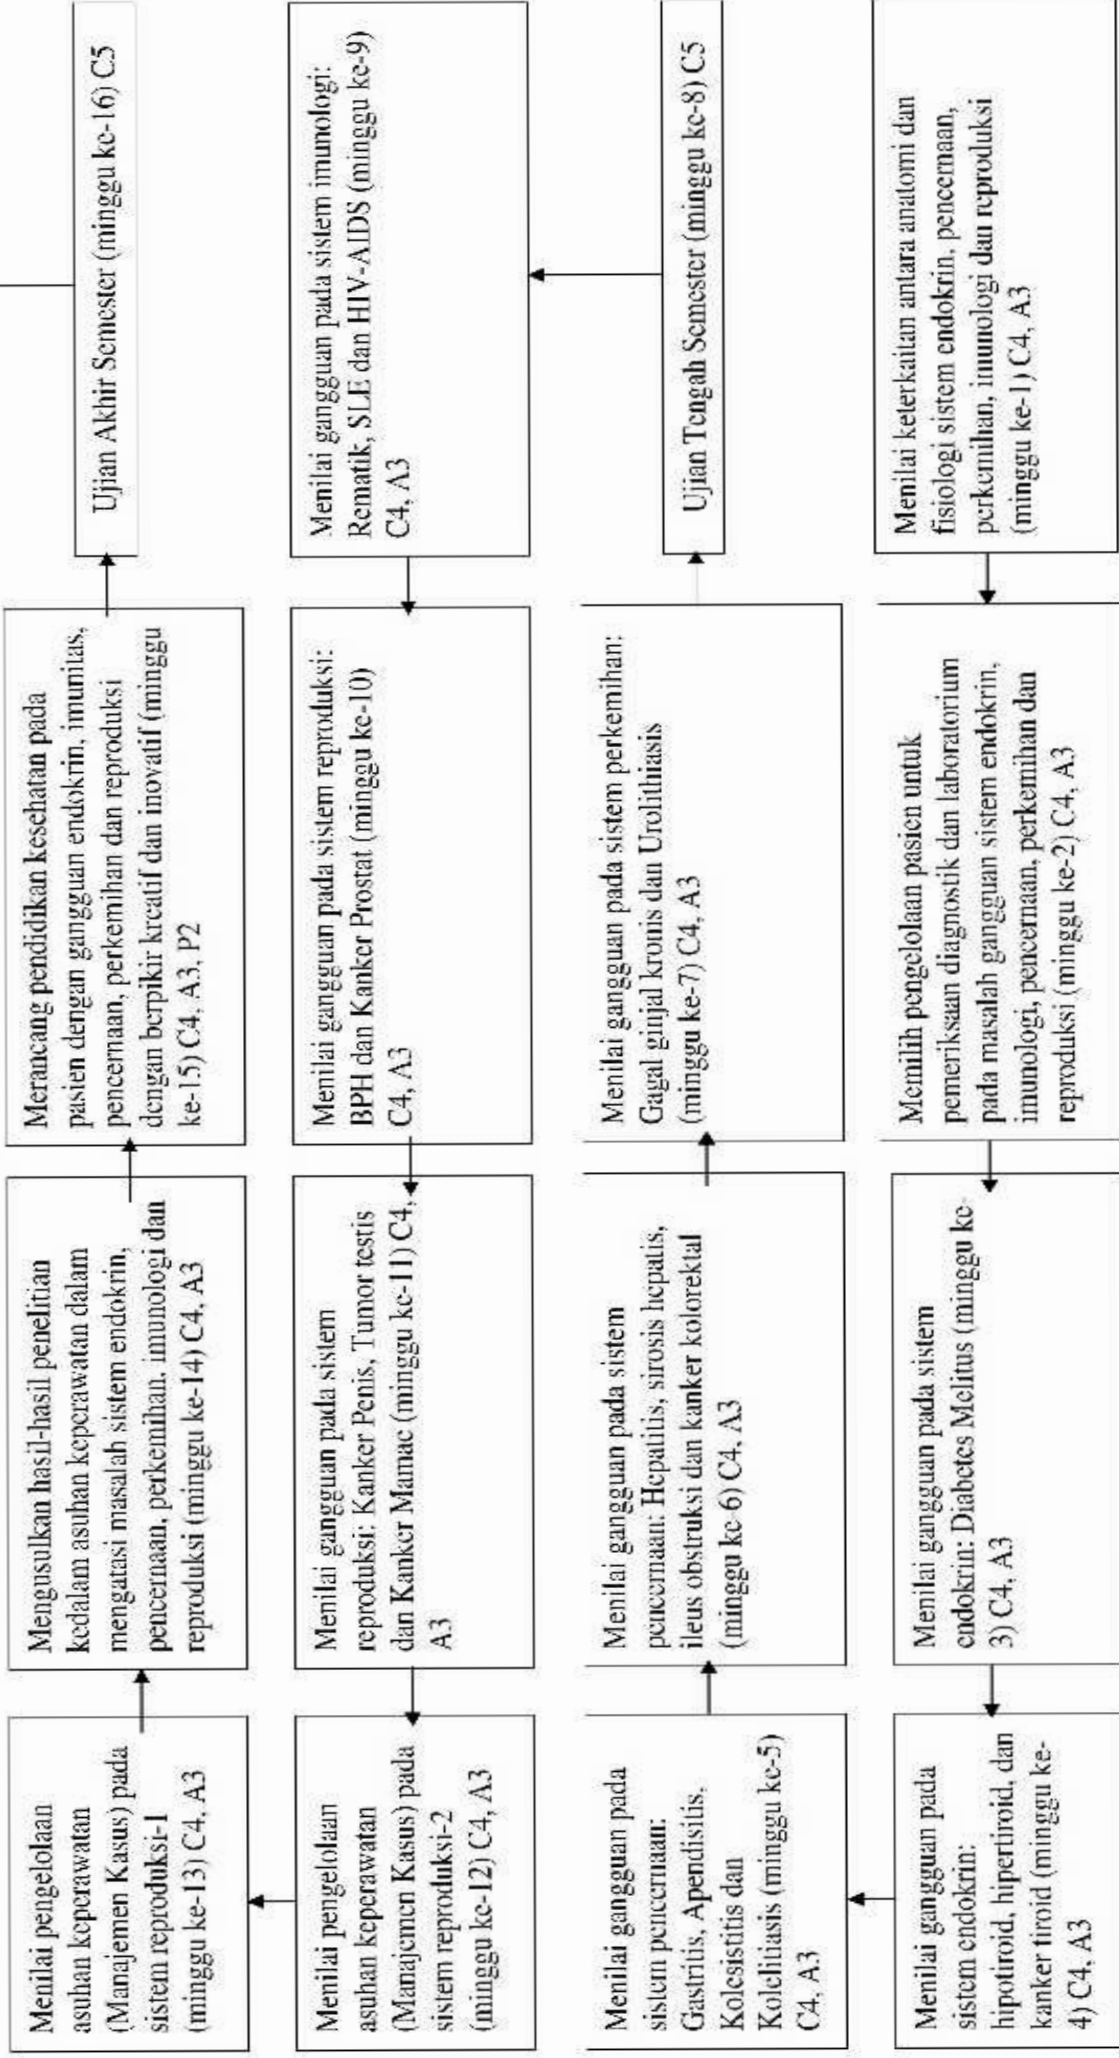 Menilai pengelolaan
asuhan keperawatan
(Manajemen Kasus) pada
sistem reproduksi-1
(minggu ke-13) C4, A3
Mengusulkan hasil-hasil penelitian
kedalam asuhan keperawatan dalam
mengatasi masalah sistem endokrin,
pencernaan, perkemihan, imunologi dan
reproduksi (minggu ke-14) C4, A3
Merancang pendidikan kesehatan pada
pasien dengan gangguan endokrin, imunitas,
pencernaan, perkemihan dan reproduksi
dengan berpikir kreatif dan inovatif (minggu
ke-15) C4, A3, P2
Ujian Akhir Semester (minggu ke-16) C5
Menilai pengelolaan
asuhan keperawatan
(Manajemen Kasus) pada
sistem reproduksi-2
(minggu ke-12) C4, A3
Menilai gangguan pada sistem
reproduksi: Kanker Penis, Tumor testis
dan Kanker Mamae (minggu ke-11) C4,
A3
Menilai gangguan pada sistem reproduksi:
BPH dan Kanker Prostat (minggu ke-10)
C4, A3
Menilai gangguan pada sistem imunologi:
Rematik, SLE dan HIV-AIDS (minggu ke-9)
C4, A3
Menilai gangguan pada
sistem pencernaan:
Gastritis, Apendisitis,
Kolesistitis dan
Kolelitiasis (minggu ke-5)
C4, A3
Menilai gangguan pada sistem
pencernaan: Hepatitis, sirosis hepatis,
ileus obstruksi dan kanker kolorektal
(minggu ke-6) C4, A3
Menilai gangguan pada sistem perkemihan:
Gagal ginjal kronis dan Urolithiasis
(minggu ke-7) C4, A3
Ujian Tengah Semester (minggu ke-8) C5
Menilai gangguan pada
sistem endokrin:
hipotiroid, hipertiroid, dan
kanker tiroid (minggu ke-
4) C4, A3
Menilai gangguan pada sistem
endokrin: Diabetes Melitus (minggu ke-
3) C4, A3
Memilih pengelolaan pasien untuk
pemeriksaan diagnostik dan laboratorium
pada masalah gangguan sistem endokrin,
imunologi, pencernaan, perkemihan dan
reproduksi (minggu ke-2) C4, A3
Menilai keterkaitan antara anatomi dan
fisiologi sistem endokrin, pencernaan,
perkemihan, imunologi dan reproduksi
(minggu ke-1) C4, A3